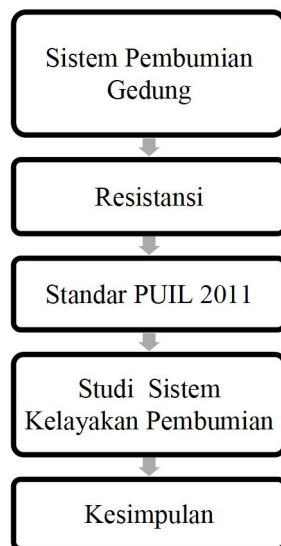 Sistem Pembumian
Gedung
Resistansi
Standar PUIL 2011
Studi Sistem
Kelayakan Pembumian
Kesimpulan